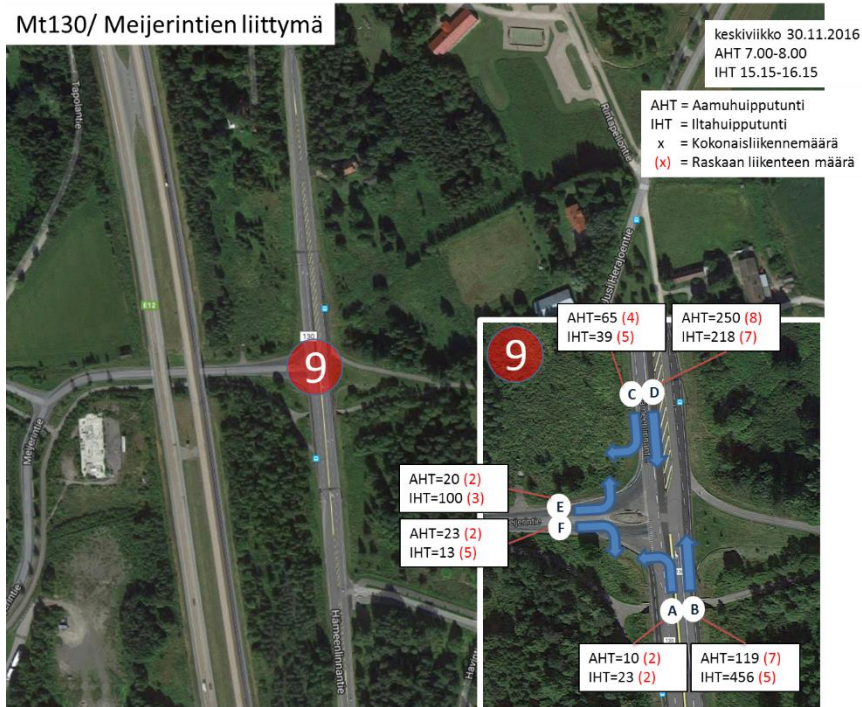 Mt130/ Meijerintien liittymä
keskiviikko 30.11.2016
AHT 7.00-8.00
IHT 15.15-16.15
AHT = Aamuhuipputunti
IHT = Iltahuipputunti
x = Kokonaisliikennemäärä
(x) = Raskaan liikenteen määrä
Tapolantie
Rintapellontie
E12
130
9
Meijerintie
Hämeenlinnantie
9
AHT=65 (4)
IHT=39 (5)
AHT=250 (8)
IHT=218 (7)
C D
AHT=20 (2)
IHT=100 (3)
E
AHT=23 (2)
IHT=13 (5)
F
A B
AHT=10 (2)
IHT=23 (2)
AHT=119 (7)
IHT=456 (5)